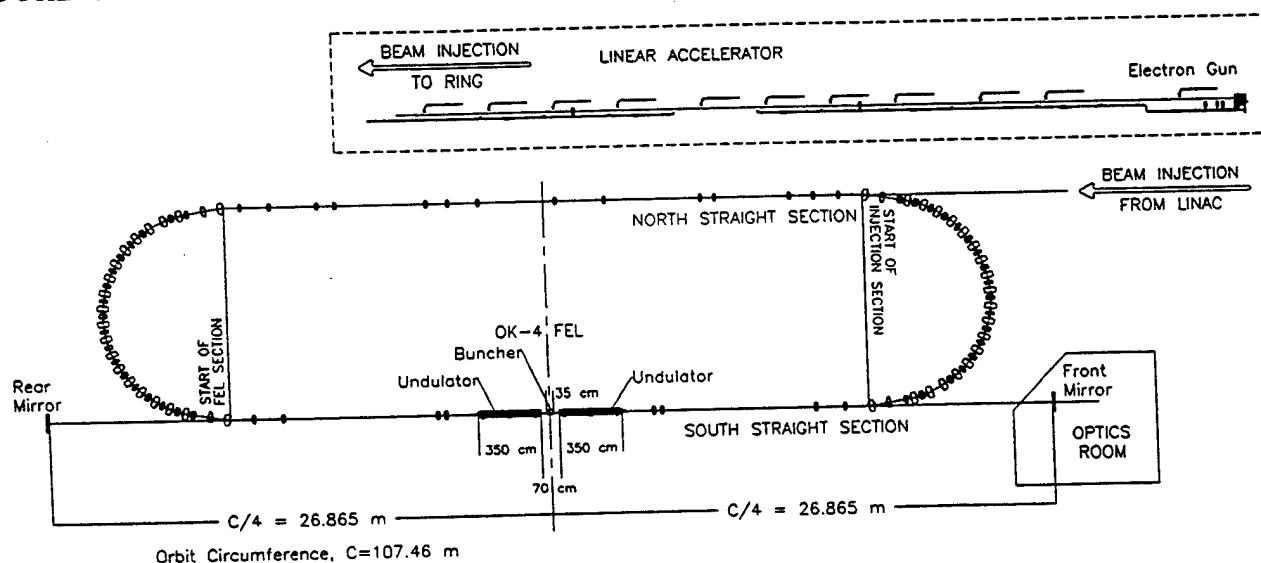 BEAM INJECTION
TO RING
LINEAR ACCELERATOR
Electron Gun
BEAM INJECTION
FROM LINAC
NORTH STRAIGHT SECTION
START OF
INJECTION SECTION
START OF
FEL SECTION
OK-4 FEL
Buncher
Undulator
35 cm
Undulator
Rear
Mirror
Front
Mirror
SOUTH STRAIGHT SECTION
OPTICS
ROOM
350 cm
350 cm
70 cm
C/4 = 26.865 m
C/4 = 26.865 m
Orbit Circumference, C=107.46 m